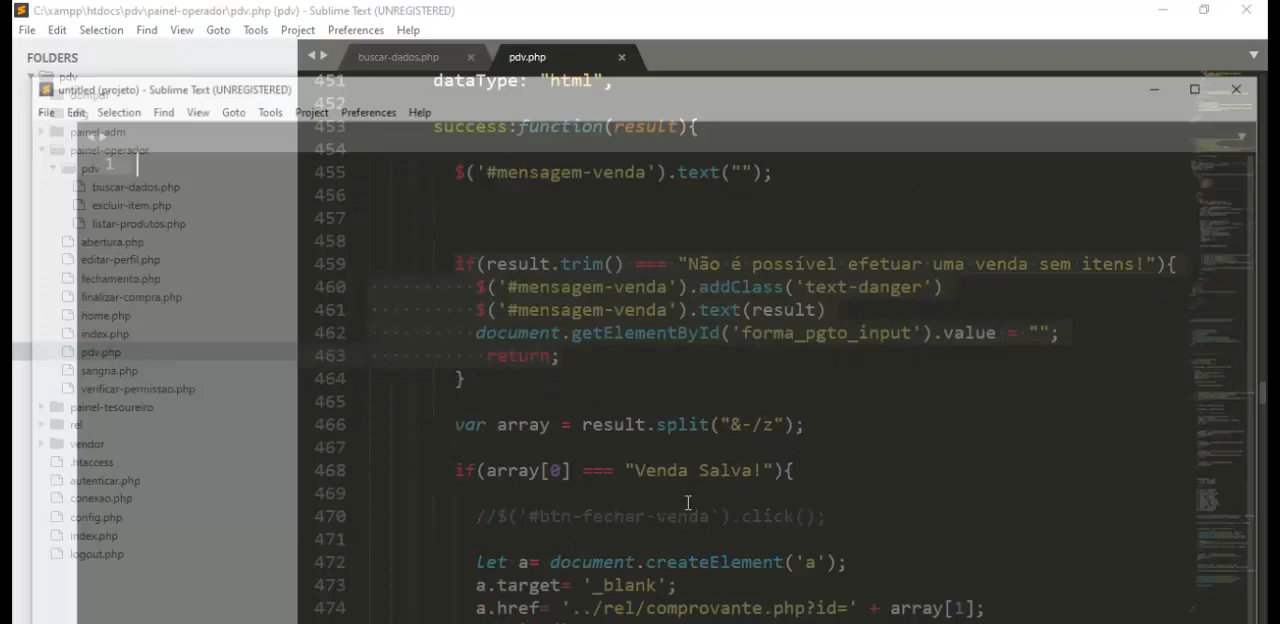 C:\xampp\htdocs\pdv\painel-operador\pdv.php (pdv) - Sublime Text (UNREGISTERED)
File Edit Selection Find View Goto Tools Project Preferences Help
FOLDERS
buscar-dados.php
pdv.php
pdv
untitled (projeto) - Sublime Text (UNREGISTERED)
File Edit Selection Find View Goto Tools Project Preferences Help
painel-adm
painel-operador
pdv
1
buscar-dados.php
excluir-item.php
listar-produtos.php
abertura.php
editar-perfil.php
fechamento.php
finalizar-compra.php
home.php
index.php
pdv.php
sangria.php
verificar-permissao.php
painel-tesoureiro
rel
vendor
.htaccess
autenticar.php
conexao.php
config.php
index.php
logout.php
451 dataType: "html",
452
453 success:function(result){
454
455 $('#mensagem-venda').text("");
456
457
458
459 if(result.trim() === "Não é possível efetuar uma venda sem itens!"){
460 $('#mensagem-venda').addClass('text-danger')
461 $('#mensagem-venda').text(result)
462 document.getElementById('forma_pgto_input').value = "";
463 return;
464 }
465
466 var array = result.split("&-/z");
467
468 if(array[0] === "Venda Salva!"){
469
470 //$('#btn-fechar-venda').click();
471
472 let a= document.createElement('a');
473 a.target= '_blank';
474 a.href= '../rel/comprovante.php?id=' + array[1];